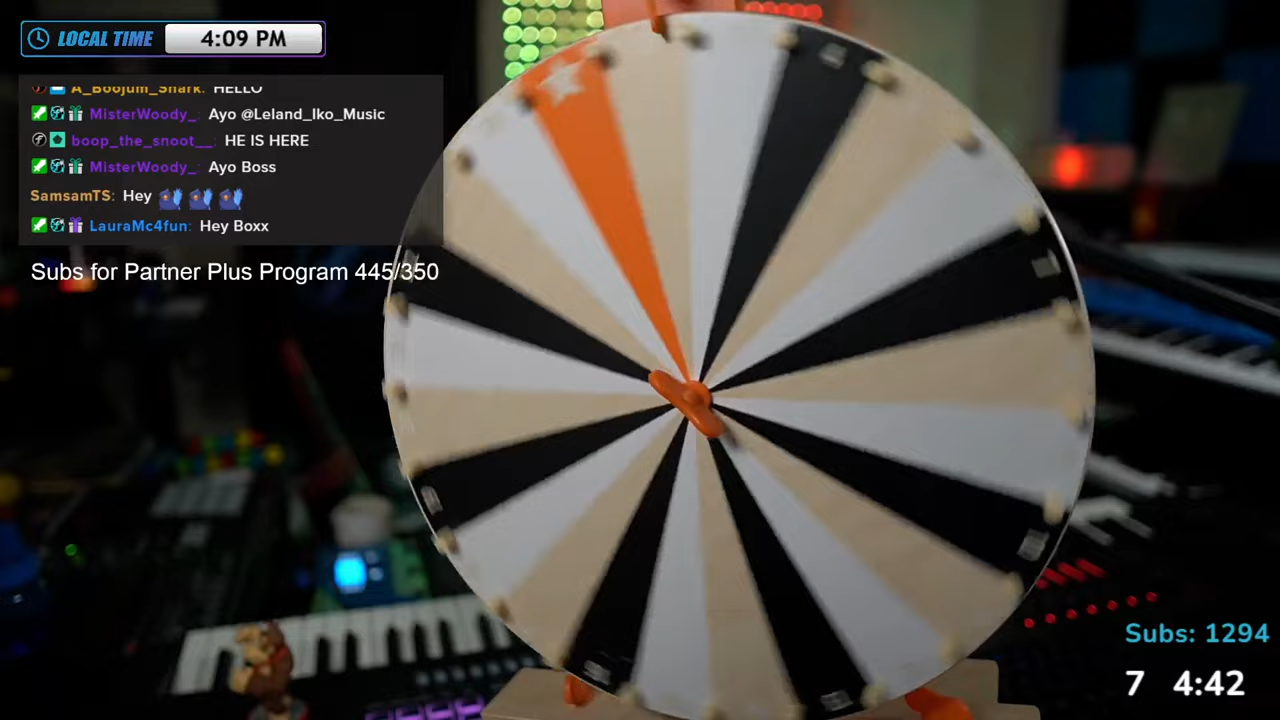 LOCAL TIME 4:09 PM
A_Boojum_Snark: HELLO
MisterWoody_: Ayo @Leland_Iko_Music
boop_the_snoot__: HE IS HERE
MisterWoody_: Ayo Boss
SamsamTS: Hey
LauraMc4fun: Hey Boxx
Subs for Partner Plus Program 445/350
Subs: 1294
7 4:42